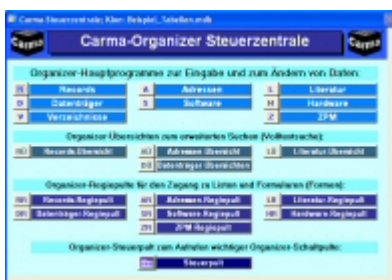 Carma Steuerzentrale; Klon: Beispiel_Tabellen.mdb
Carma Carma-Organizer Steuerzentrale Carma
Organizer-Hauptprogramme zur Eingabe und zum Ändern von Daten:
R Records A Adressen L Literatur
D Datenträger S Software H Hardware
V Verzeichnisse Z ZPM
Organizer-Übersichten zum erweiterten Suchen (Volltextsuche):
RÜ Records Übersicht AÜ Adressen Übersicht LÜ Literatur Übersicht
DÜ Datenträger Übersichten
Organizer-Regiepulte für den Zugang zu Listen und Formularen (Formen):
RR Records Regiepult AR Adressen Regiepult LR Literatur Regiepult
DR Datenträger Regiepult SR Software Regiepult HR Hardware Regiepult
ZR ZPM Regiepult
Organizer-Steuerpult zum Aufrufen wichtiger Organizer-Schaltpulte:
Steuerpult